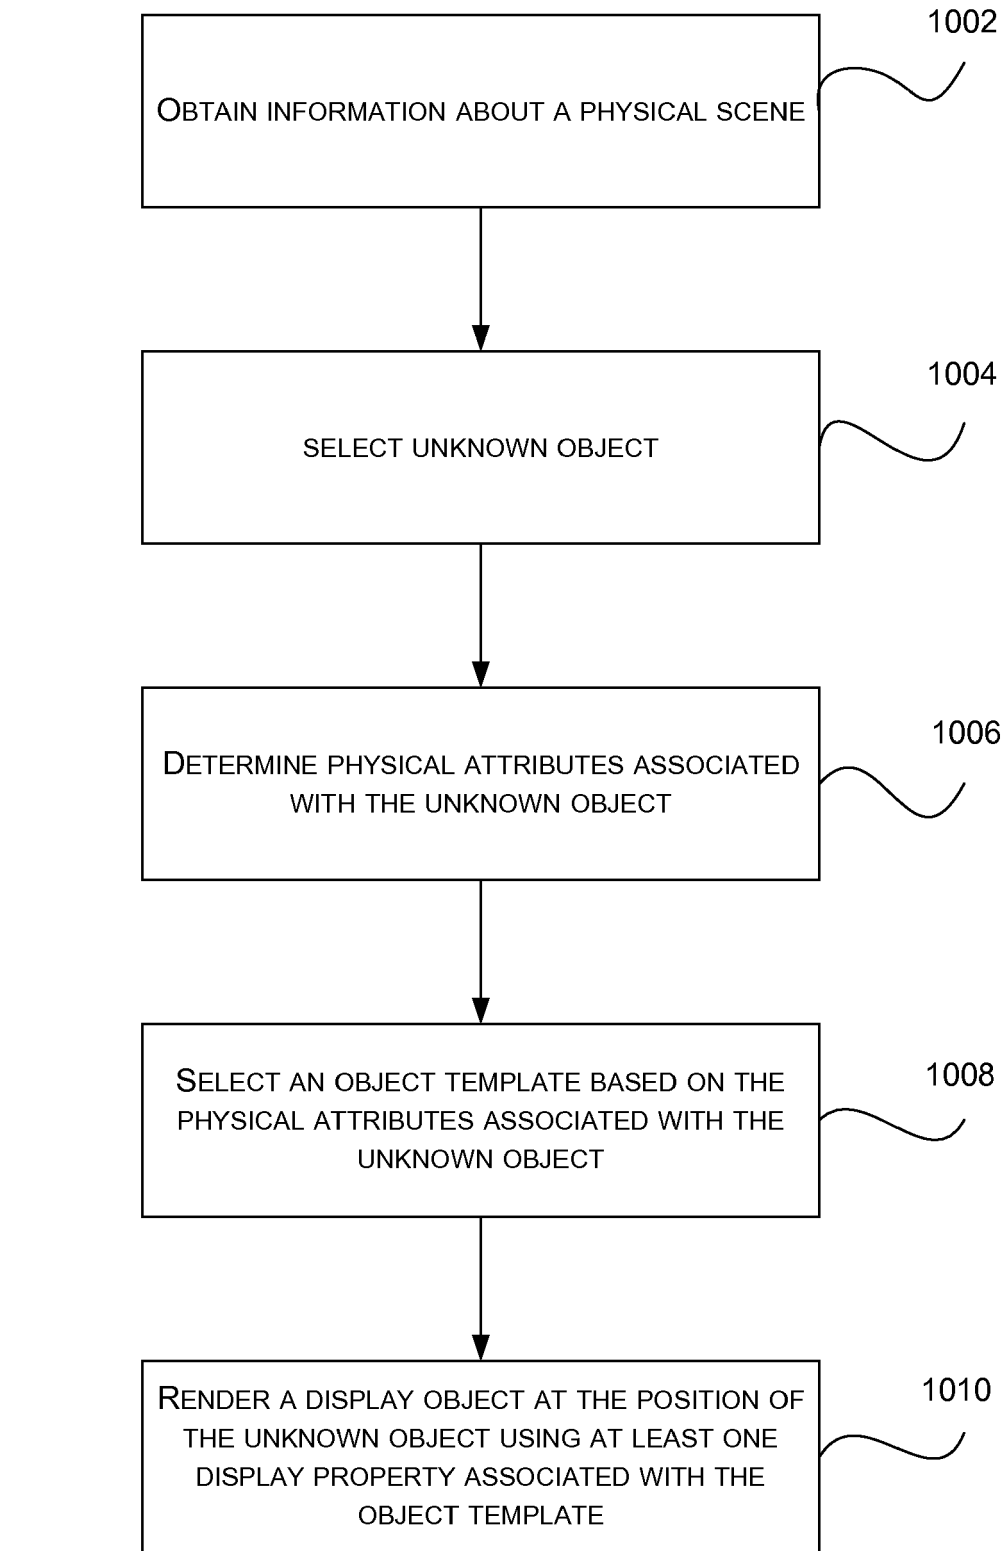 1002
OBTAIN INFORMATION ABOUT A PHYSICAL SCENE
1004
SELECT UNKNOWN OBJECT
1006
DETERMINE PHYSICAL ATTRIBUTES ASSOCIATED
WITH THE UNKNOWN OBJECT
1008
SELECT AN OBJECT TEMPLATE BASED ON THE
PHYSICAL ATTRIBUTES ASSOCIATED WITH THE
UNKNOWN OBJECT
1010
RENDER A DISPLAY OBJECT AT THE POSITION OF
THE UNKNOWN OBJECT USING AT LEAST ONE
DISPLAY PROPERTY ASSOCIATED WITH THE
OBJECT TEMPLATE